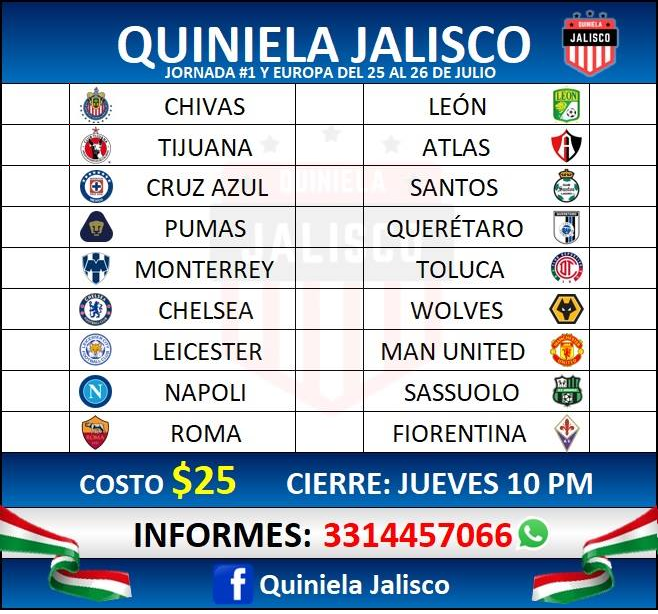 QUINIELA JALISCO
JORNADA #1 Y EUROPA DEL 25 AL 26 DE JULIO
QUINIELA
JALISCO
CHIVAS LEÓN
TIJUANA ATLAS
CRUZ AZUL SANTOS
PUMAS QUERÉTARO
MONTERREY TOLUCA
CHELSEA WOLVES
LEICESTER MAN UNITED
NAPOLI SASSUOLO
ROMA FIORENTINA
QUINIELA
JALISCO
COSTO $25 CIERRE: JUEVES 10 PM
INFORMES: 3314457066
Quiniela Jalisco